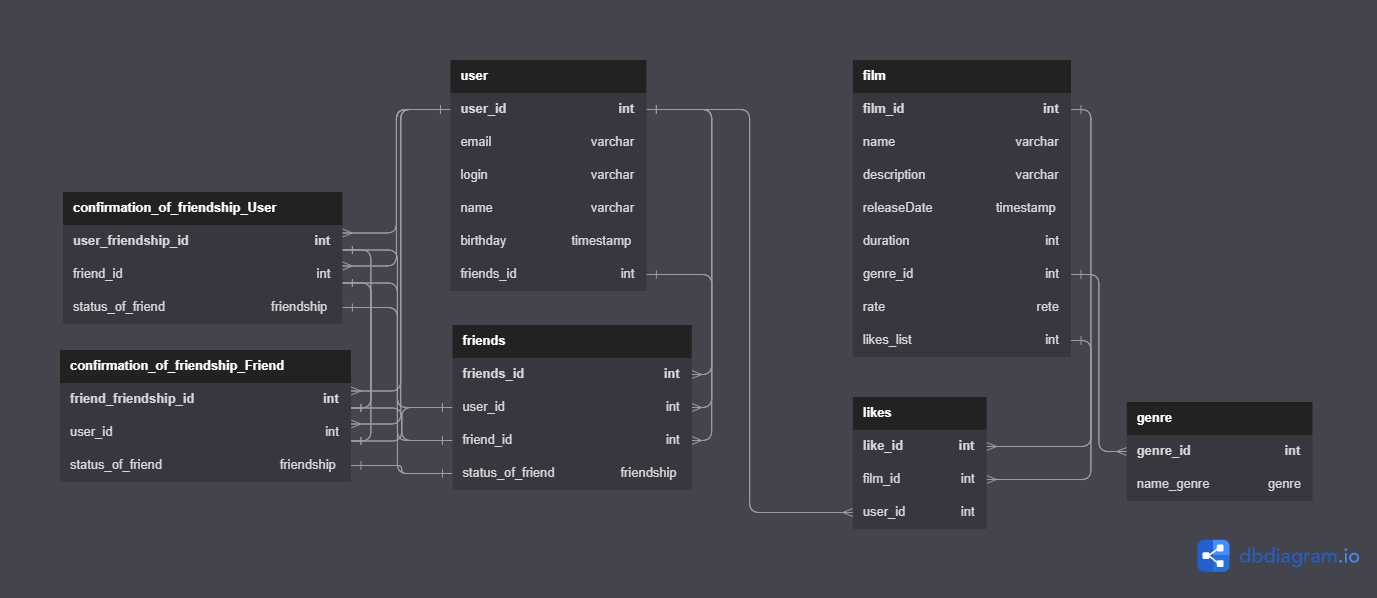 user
user_id int
email varchar
login varchar
name varchar
birthday timestamp
friends_id int
film
film_id int
name varchar
description varchar
releaseDate timestamp
duration int
genre_id int
rate rete
likes_list int
confirmation_of_friendship_User
user_friendship_id int
friend_id int
status_of_friend friendship
confirmation_of_friendship_Friend
friend_friendship_id int
user_id int
status_of_friend friendship
friends
friends_id int
user_id int
friend_id int
status_of_friend friendship
likes
like_id int
film_id int
user_id int
genre
genre_id int
name_genre genre
dbdiagram.io